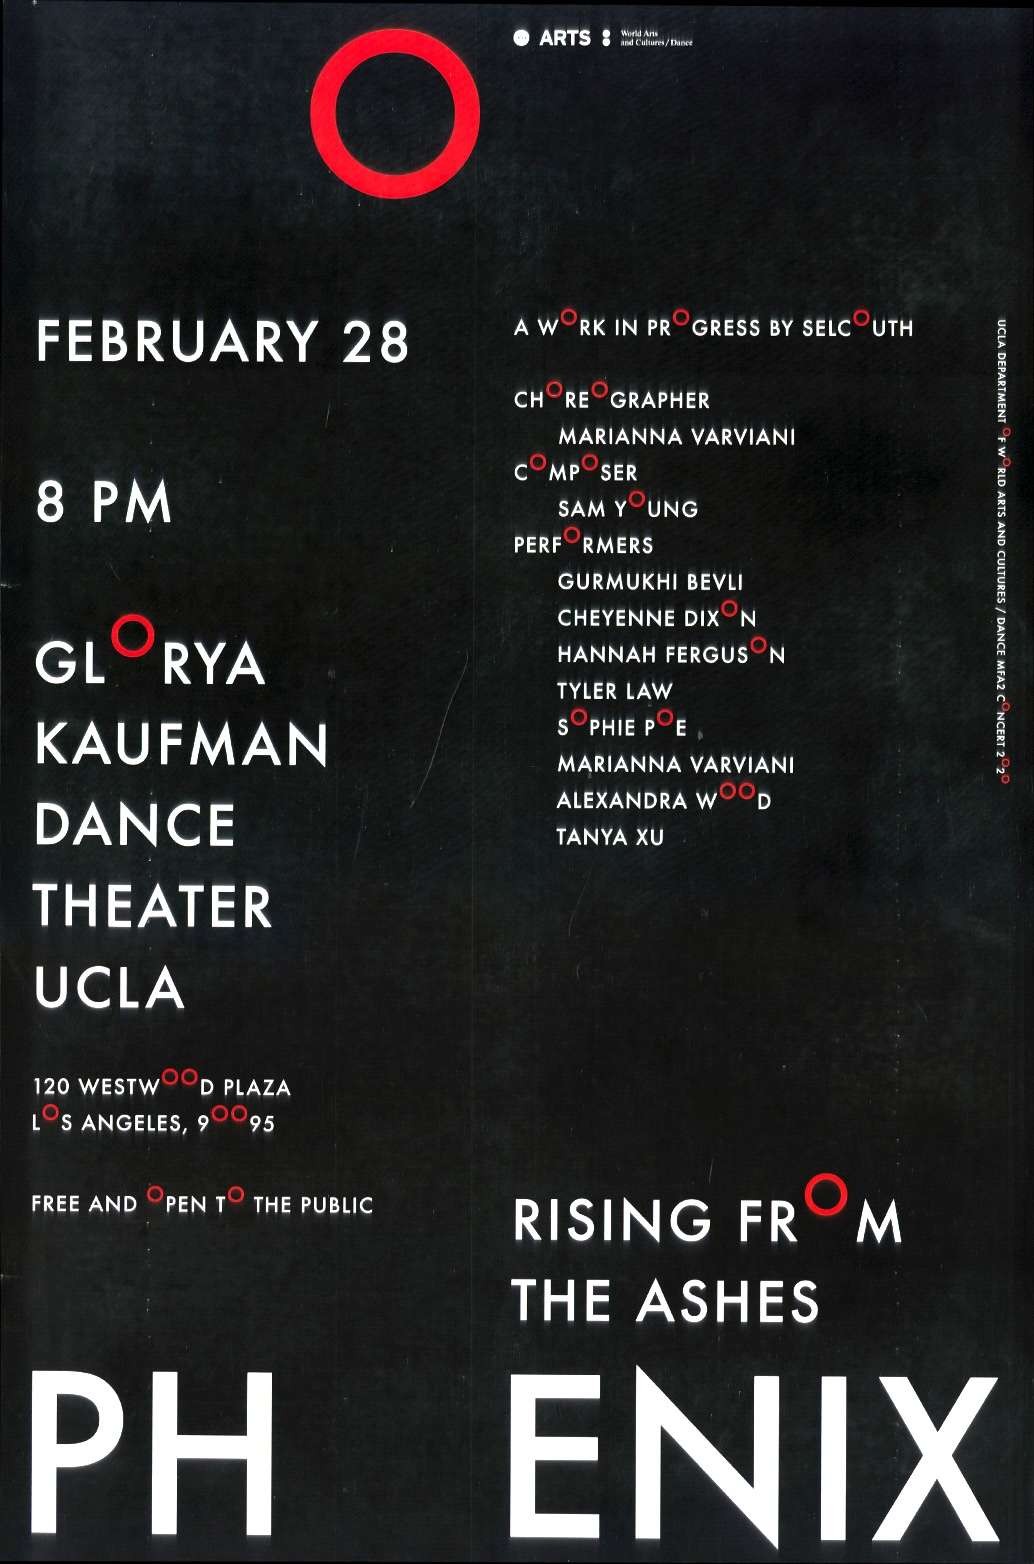 ARTS
World Arts
and Cultures/Dance
O
FEBRUARY 28
8 PM
GLORYA
KAUFMAN
DANCE
THEATER
UCLA
120 WESTWOOD PLAZA
LOS ANGELES, 90095
FREE AND OPEN TO THE PUBLIC
A WORK IN PROGRESS BY SELCOUTH
CHOREOGRAPHER
MARIANNA VARVIANI
COMPOSER
SAM YOUNG
PERFORMERS
GURMUKHI BEVLI
CHEYENNE DIXON
HANNAH FERGUSON
TYLER LAW
SOPHIE POE
MARIANNA VARVIANI
ALEXANDRA WOOD
TANYA XU
UCLA DEPARTMENT OF WORLD ARTS AND CULTURES / DANCE MFA2 CONCERT 2020
RISING FROM
THE ASHES
PH ENIX